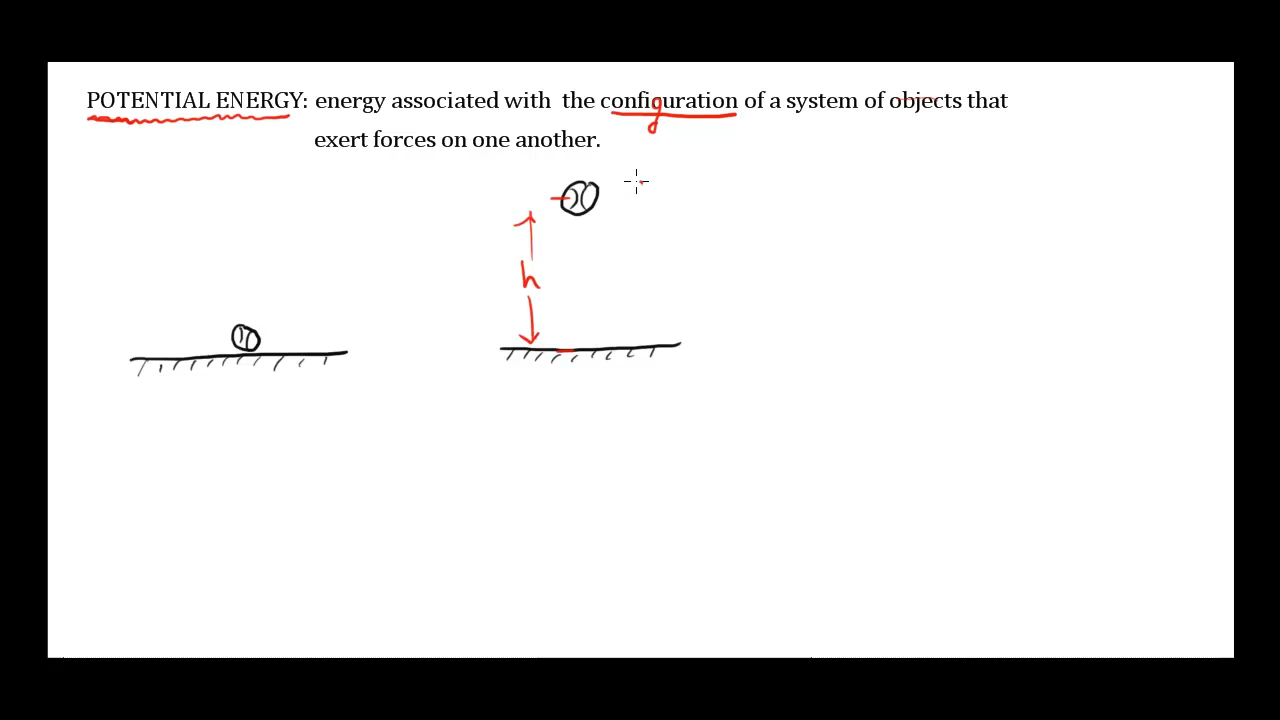 POTENTIAL ENERGY: energy associated with the configuration of a system of objects that
exert forces on one another.
h